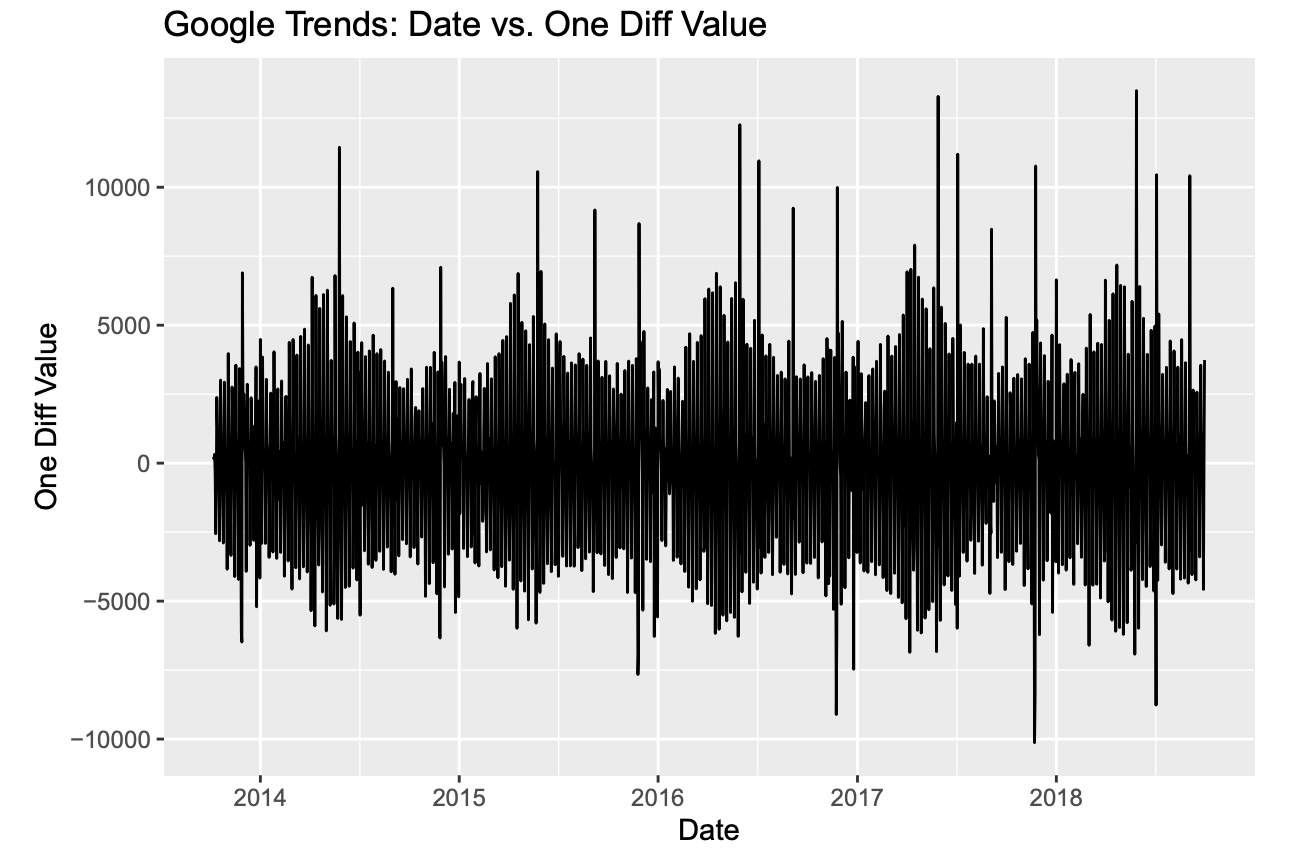 Google Trends: Date vs. One Diff Value
One Diff Value
10000
5000
0
−5000
−10000
2014 2015 2016 2017 2018
Date